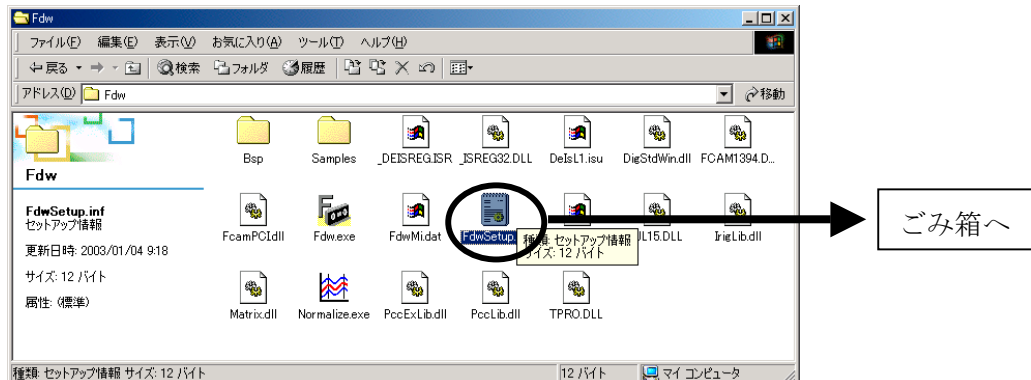 Fdw
ファイル(F) 編集(E) 表示(V) お気に入り(A) ツール(T) ヘルプ(H)
戻る 検索 フォルダ 履歴
アドレス(D) Fdw 移動
Fdw
FdwSetup.inf
セットアップ情報
更新日時: 2003/01/04 9:18
サイズ: 12 バイト
属性: (標準)
Bsp Samples _DEISREG.ISR _ISREG32.DLL DeIsL1.isu DigStdWin.dll FCAM1394.D...
FcamPCI.dll Fdw.exe FdwMi.dat FdwSetup. JL15.DLL IrigLib.dll
種類: セットアップ情報
サイズ: 12 バイト
Matrix.dll Normalize.exe PccExLib.dll PccLib.dll TPRO.DLL
種類: セットアップ情報 サイズ: 12 バイト 12 バイト マイ コンピュータ
ごみ箱へ